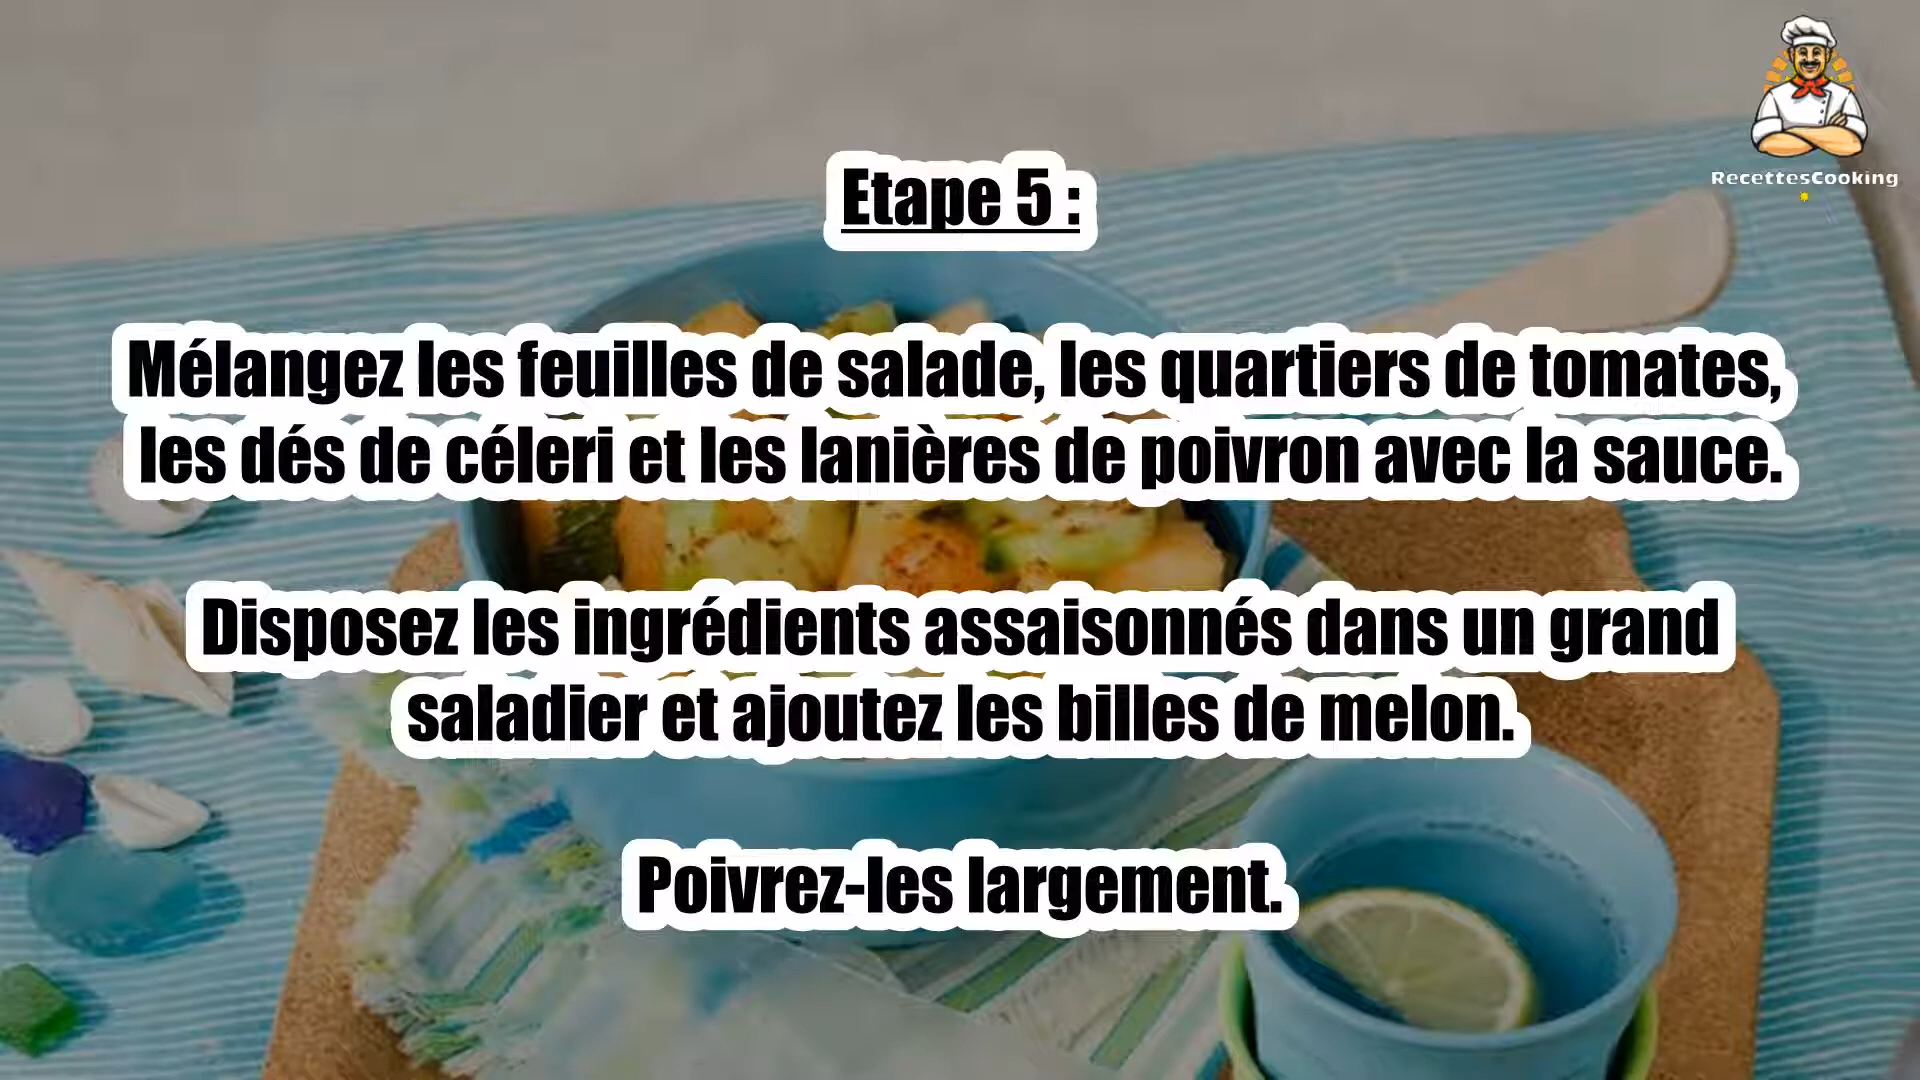 RecettesCooking
Etape 5 :
Mélangez les feuilles de salade, les quartiers de tomates,
les dés de céleri et les lanières de poivron avec la sauce.
Disposez les ingrédients assaisonnés dans un grand
saladier et ajoutez les billes de melon.
Poivrez-les largement.